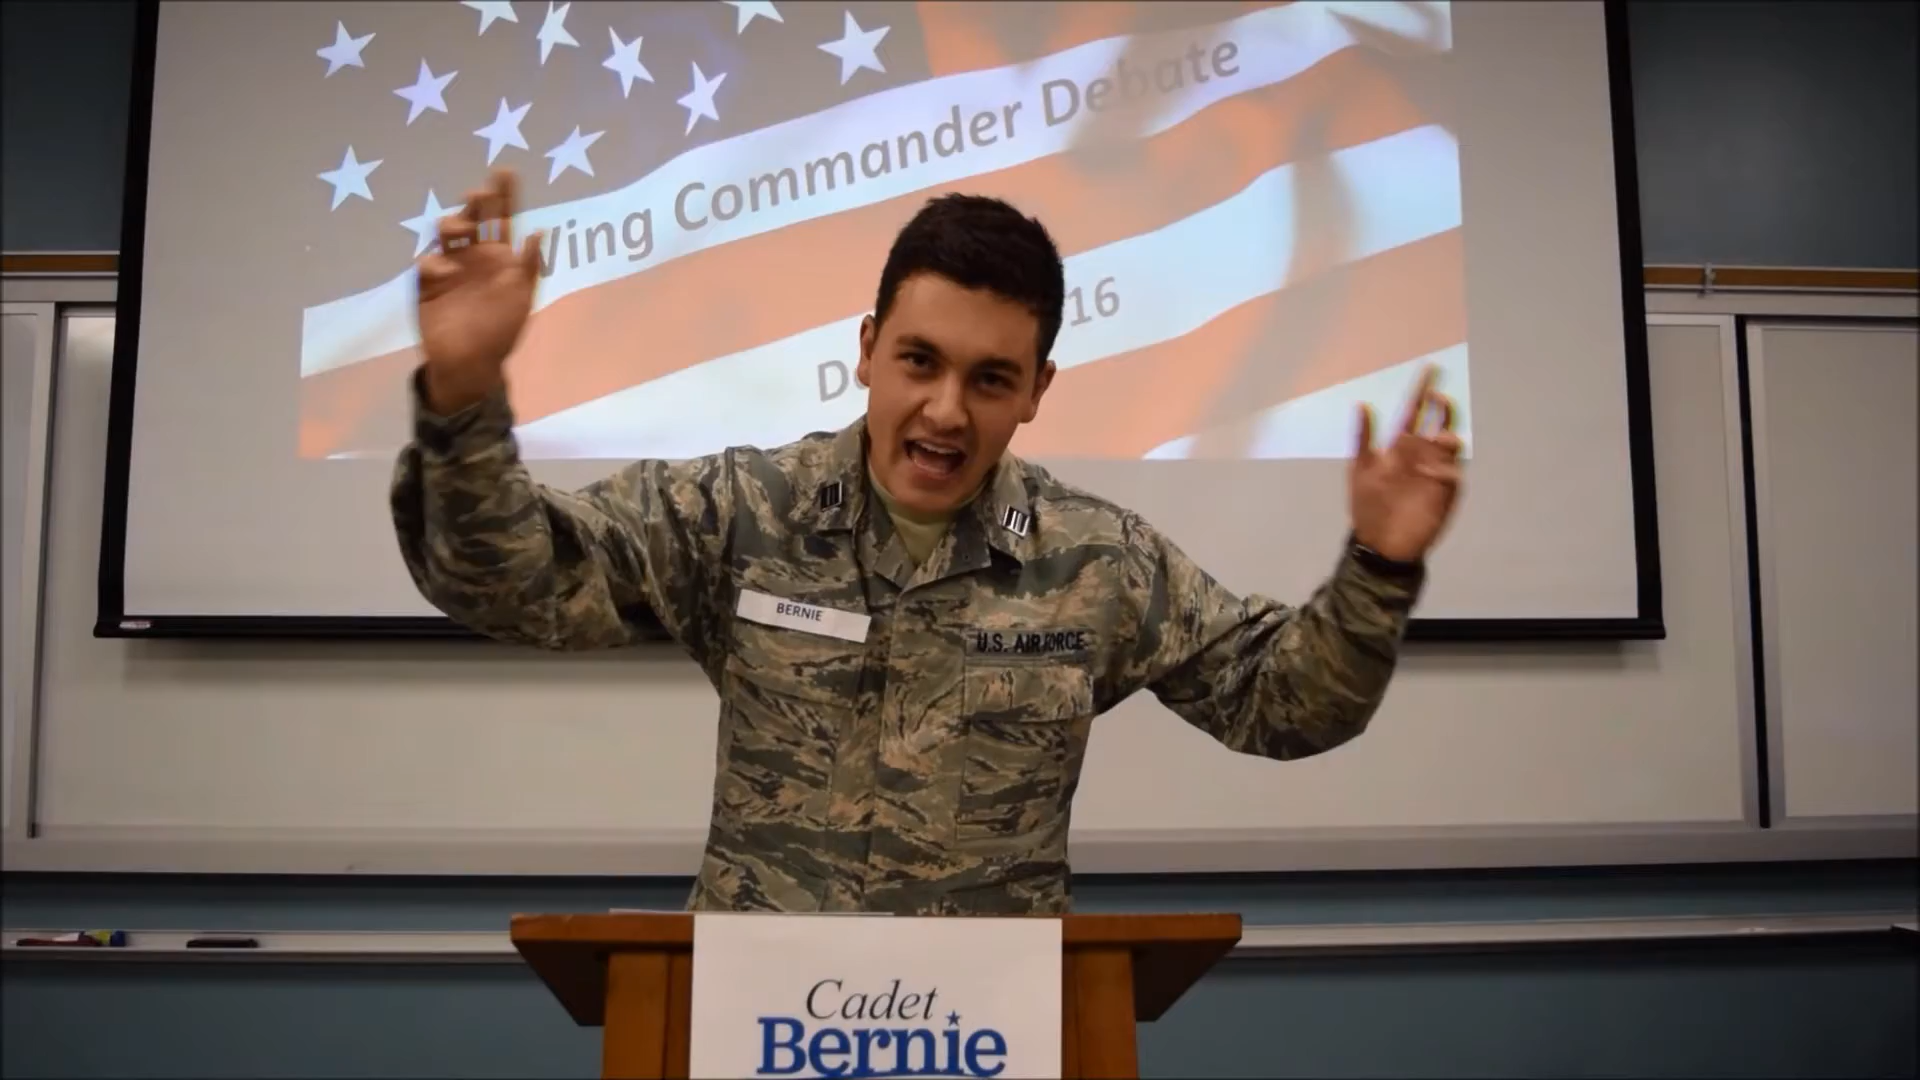 Wing Commander Debate
16
BERNIE
U.S. AIR FORCE
Cadet
Bernie